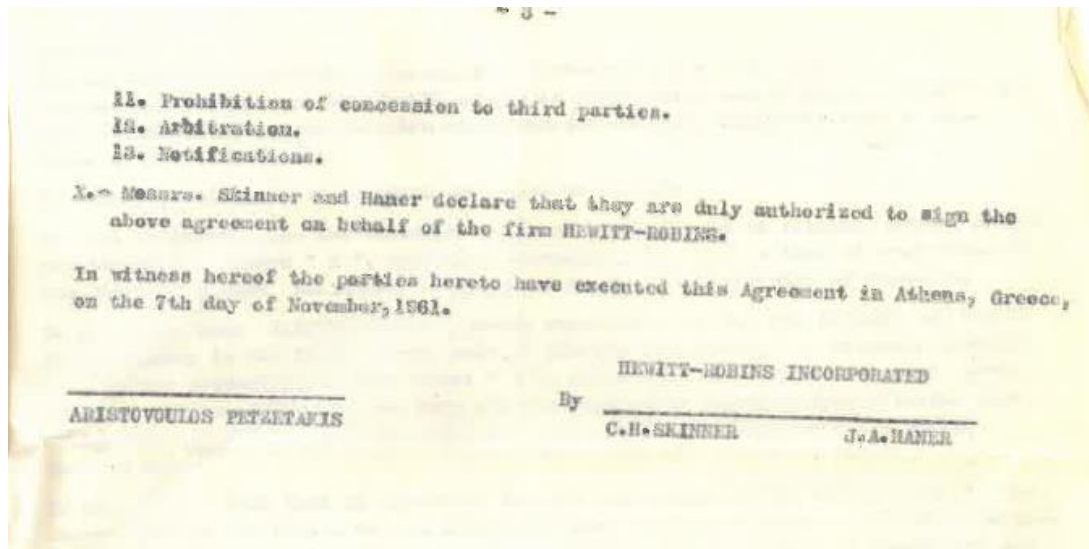 - 3 -
11. Prohibition of concession to third parties.
12. Arbitration.
13. Notifications.
X.- Messrs. Skinner and Haner declare that they are duly authorized to sign the
above agreement on behalf of the firm HEWITT-ROBINS.
In witness hereof the parties hereto have executed this Agreement in Athens, Greece,
on the 7th day of November, 1961.
HEWITT-ROBINS INCORPORATED
By
ARISTOVOULOS PETZETAKIS
C.H.SKINNER J.A.HANER